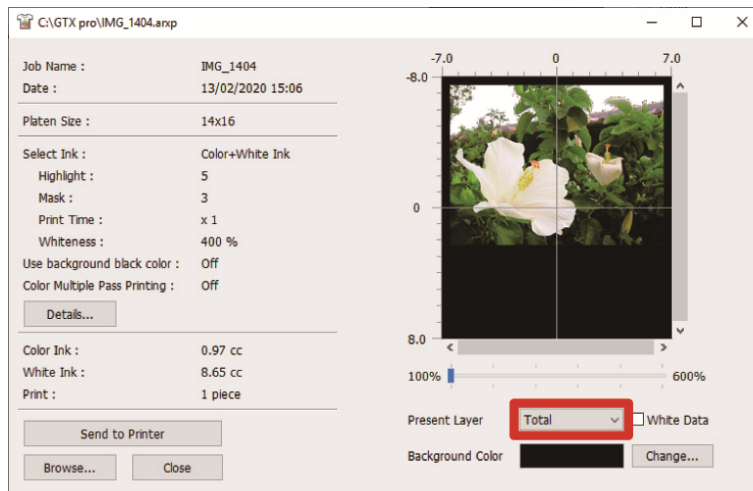 C:\GTX pro\IMG_1404.arxp
Job Name : IMG_1404
Date : 13/02/2020 15:06
Platen Size : 14x16
Select Ink : Color+White Ink
Highlight : 5
Mask : 3
Print Time : x 1
Whiteness : 400 %
Use background black color : Off
Color Multiple Pass Printing : Off
Details...
Color Ink : 0.97 cc
White Ink : 8.65 cc
Print : 1 piece
Send to Printer
Browse... Close
-7.0 0 7.0
-8.0
0
8.0
100% 600%
Present Layer Total White Data
Background Color Change...